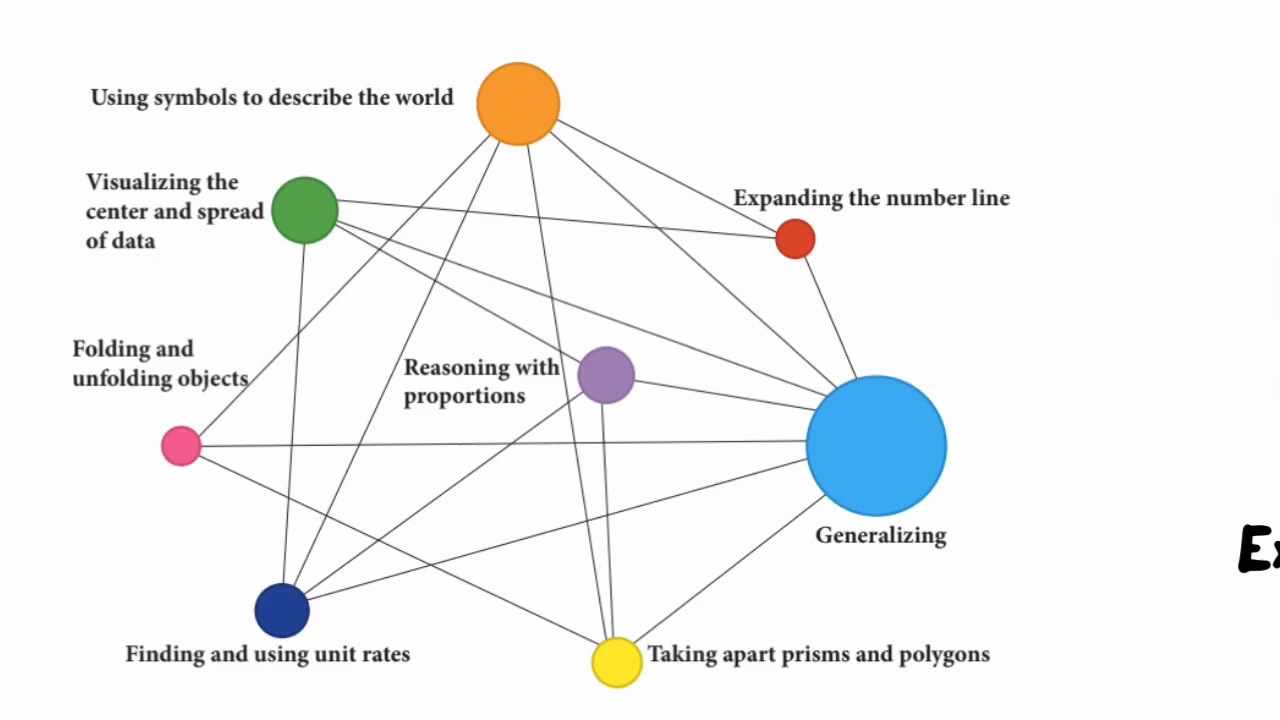 Using symbols to describe the world
Visualizing the
center and spread
of data
Expanding the number line
Folding and
unfolding objects
Reasoning with
proportions
Generalizing
Ex
Finding and using unit rates
Taking apart prisms and polygons